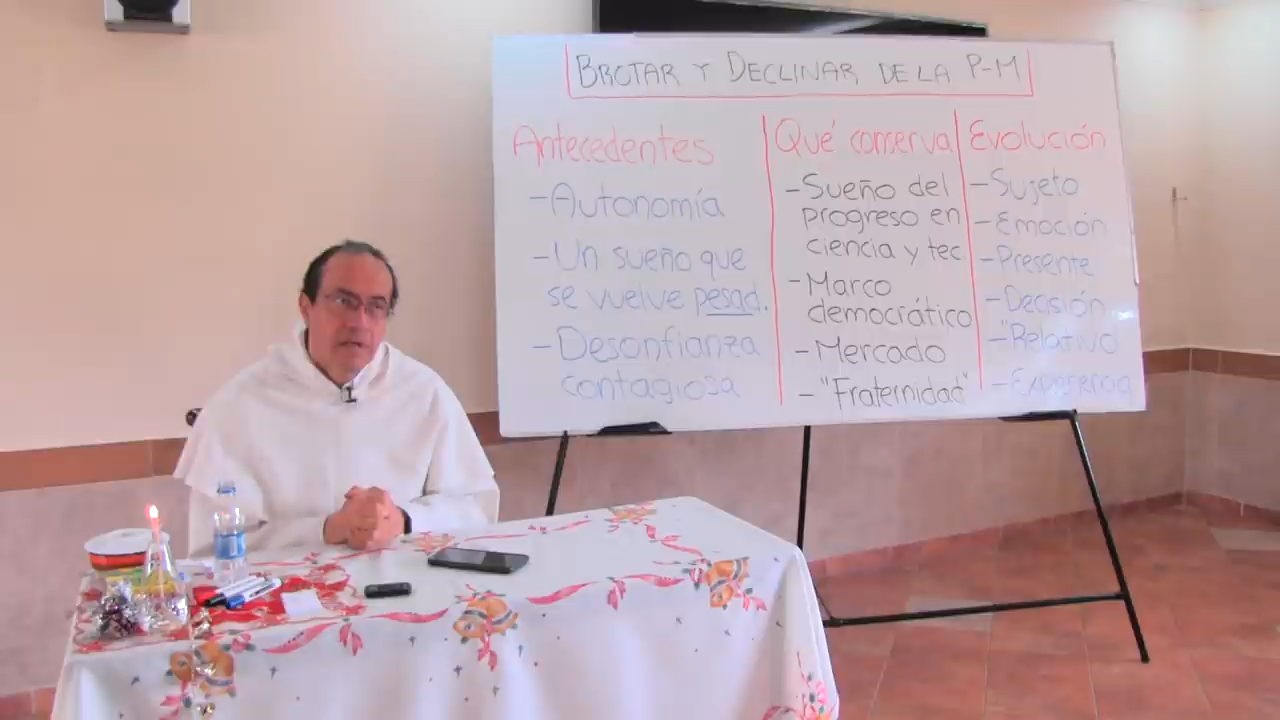 BROTAR Y DECLINAR DE LA P-M
Antecedentes
-Autonomía
-Un sueño que
se vuelve pesad.
-Desonfianza
contagiosa
Qué conserva
-Sueño del
progreso en
ciencia y tec
-Marco
democrático
-Mercado
-"Fraternidad"
Evolución
-Sujeto
-Emoción
-Presente
-Decisión
-"Relativo
-Experiencia